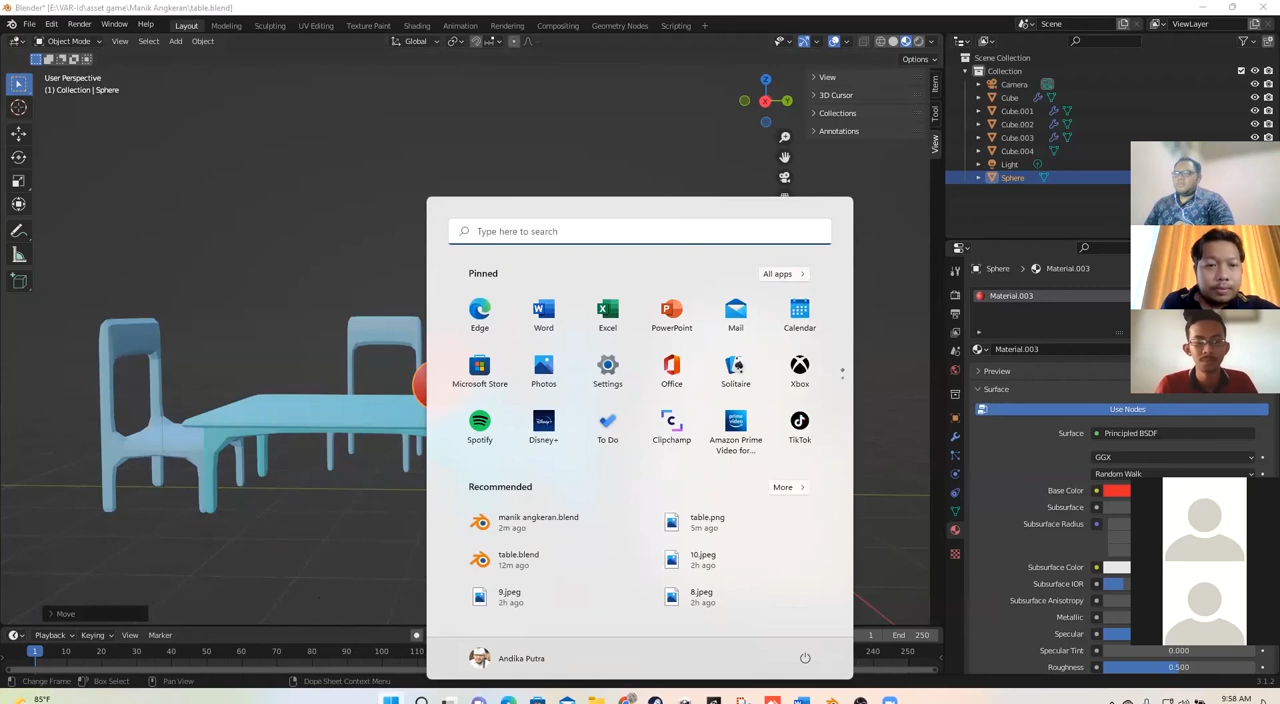 Blender* [E:\VAR-Id\asset game\Manik Angkeran\table.blend]
File Edit Render Window Help Layout Modeling Sculpting UV Editing Texture Paint Shading Animation Rendering Compositing Geometry Nodes Scripting + Scene ViewLayer
Object Mode View Select Add Object Global
Options
User Perspective
(1) Collection | Sphere
Z
X
Y
View
3D Cursor
Collections
Annotations
Item
Tool
View
Scene Collection
Collection
Camera
Cube
Cube.001
Cube.002
Cube.003
Cube.004
Light
Sphere
Type here to search
Pinned
All apps >
Edge Word Excel PowerPoint Mail Calendar
Microsoft Store Photos Settings Office Solitaire Xbox
Spotify Disney+ To Do Clipchamp Amazon Prime Video for... TikTok
Recommended
More >
manik angkeran.blend
2m ago
table.png
5m ago
table.blend
12m ago
10.jpeg
2h ago
9.jpeg
2h ago
8.jpeg
2h ago
Andika Putra
Sphere > Material.003
Material.003
Material.003
Preview
Surface
Use Nodes
Surface Principled BSDF
GGX
Random Walk
Base Color
Subsurface
Subsurface Radius
Subsurface Color
Subsurface IOR
Subsurface Anisotropy
Metallic
Specular
Specular Tint 0.000
Roughness 0.500
> Move
Playback Keying View Marker 1 End 250
1 10 20 30 40 50 60 70 80 90 100 110 240 250
Change Frame Box Select Pan View Dope Sheet Context Menu 3.1.2
85°F
9:58 AM